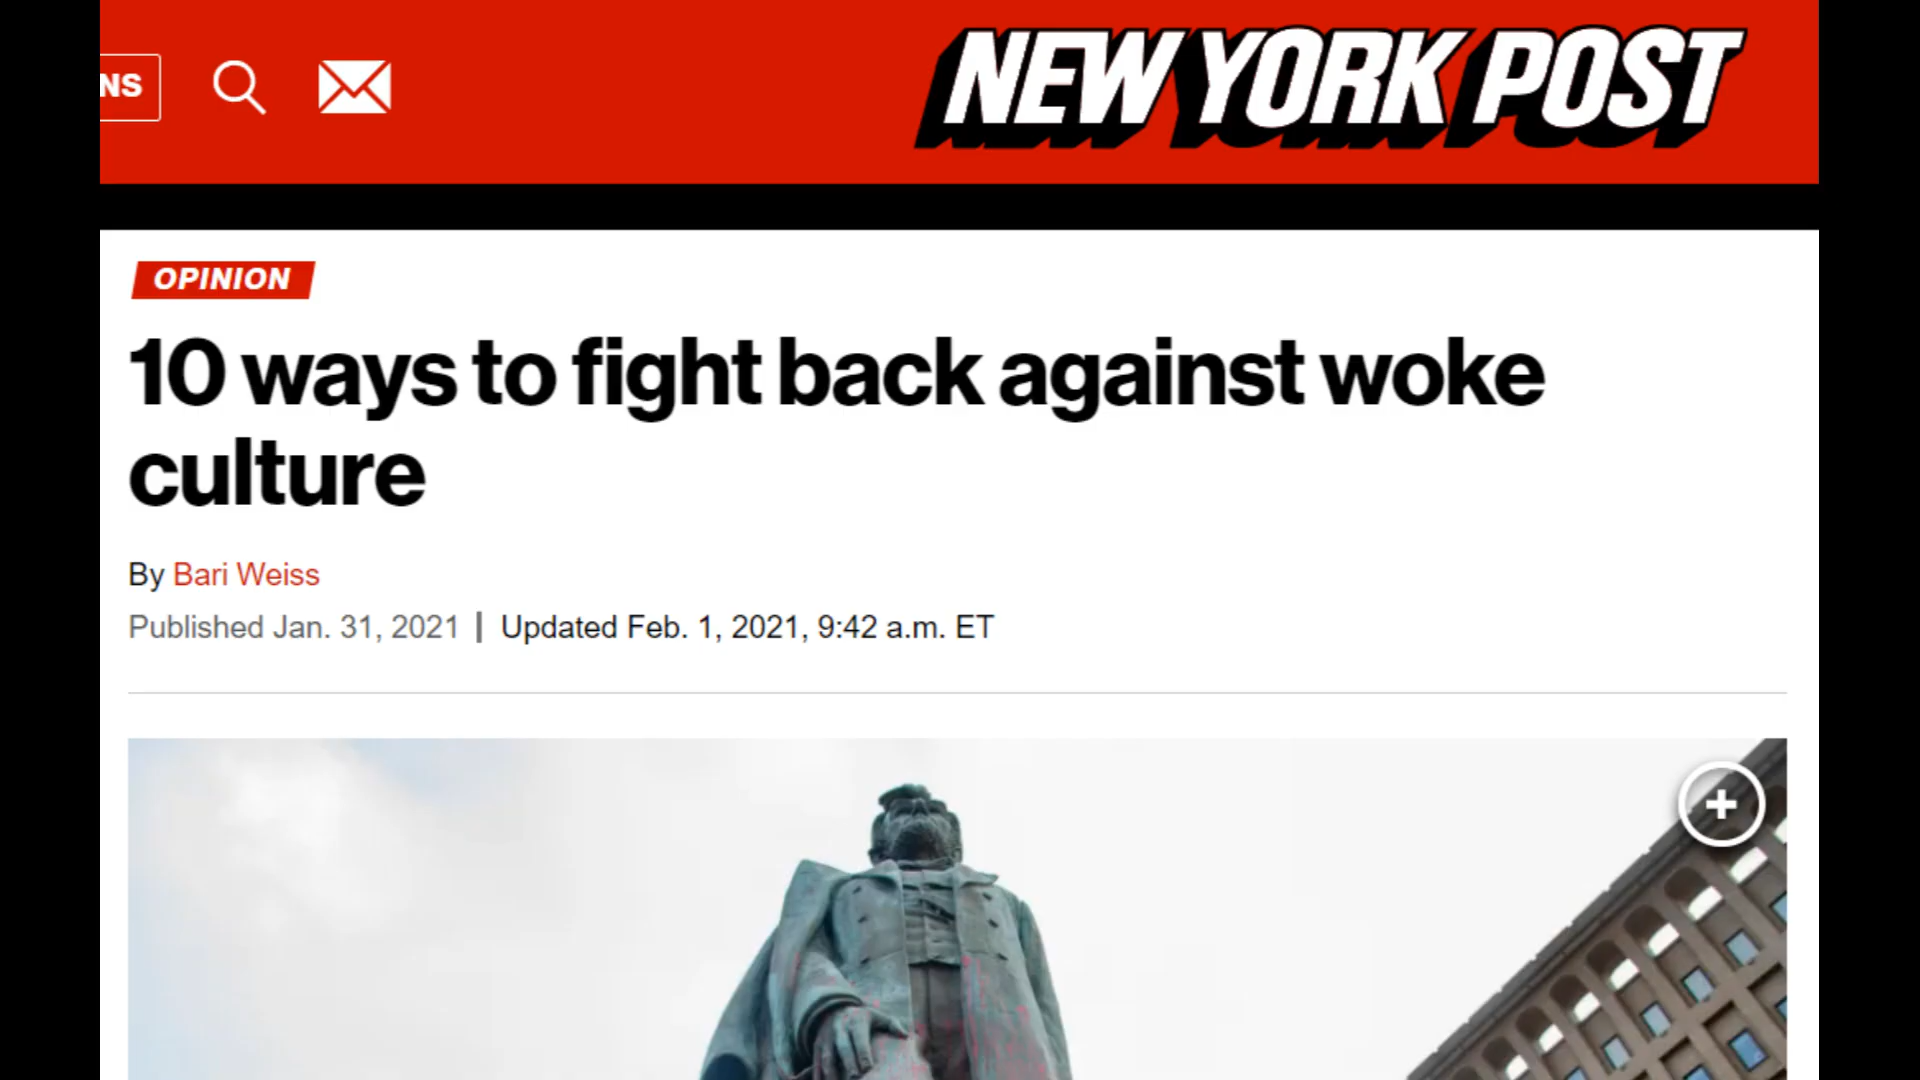 NS
NEW YORK POST
OPINION
10 ways to fight back against woke
culture
By Bari Weiss
Published Jan. 31, 2021 | Updated Feb. 1, 2021, 9:42 a.m. ET